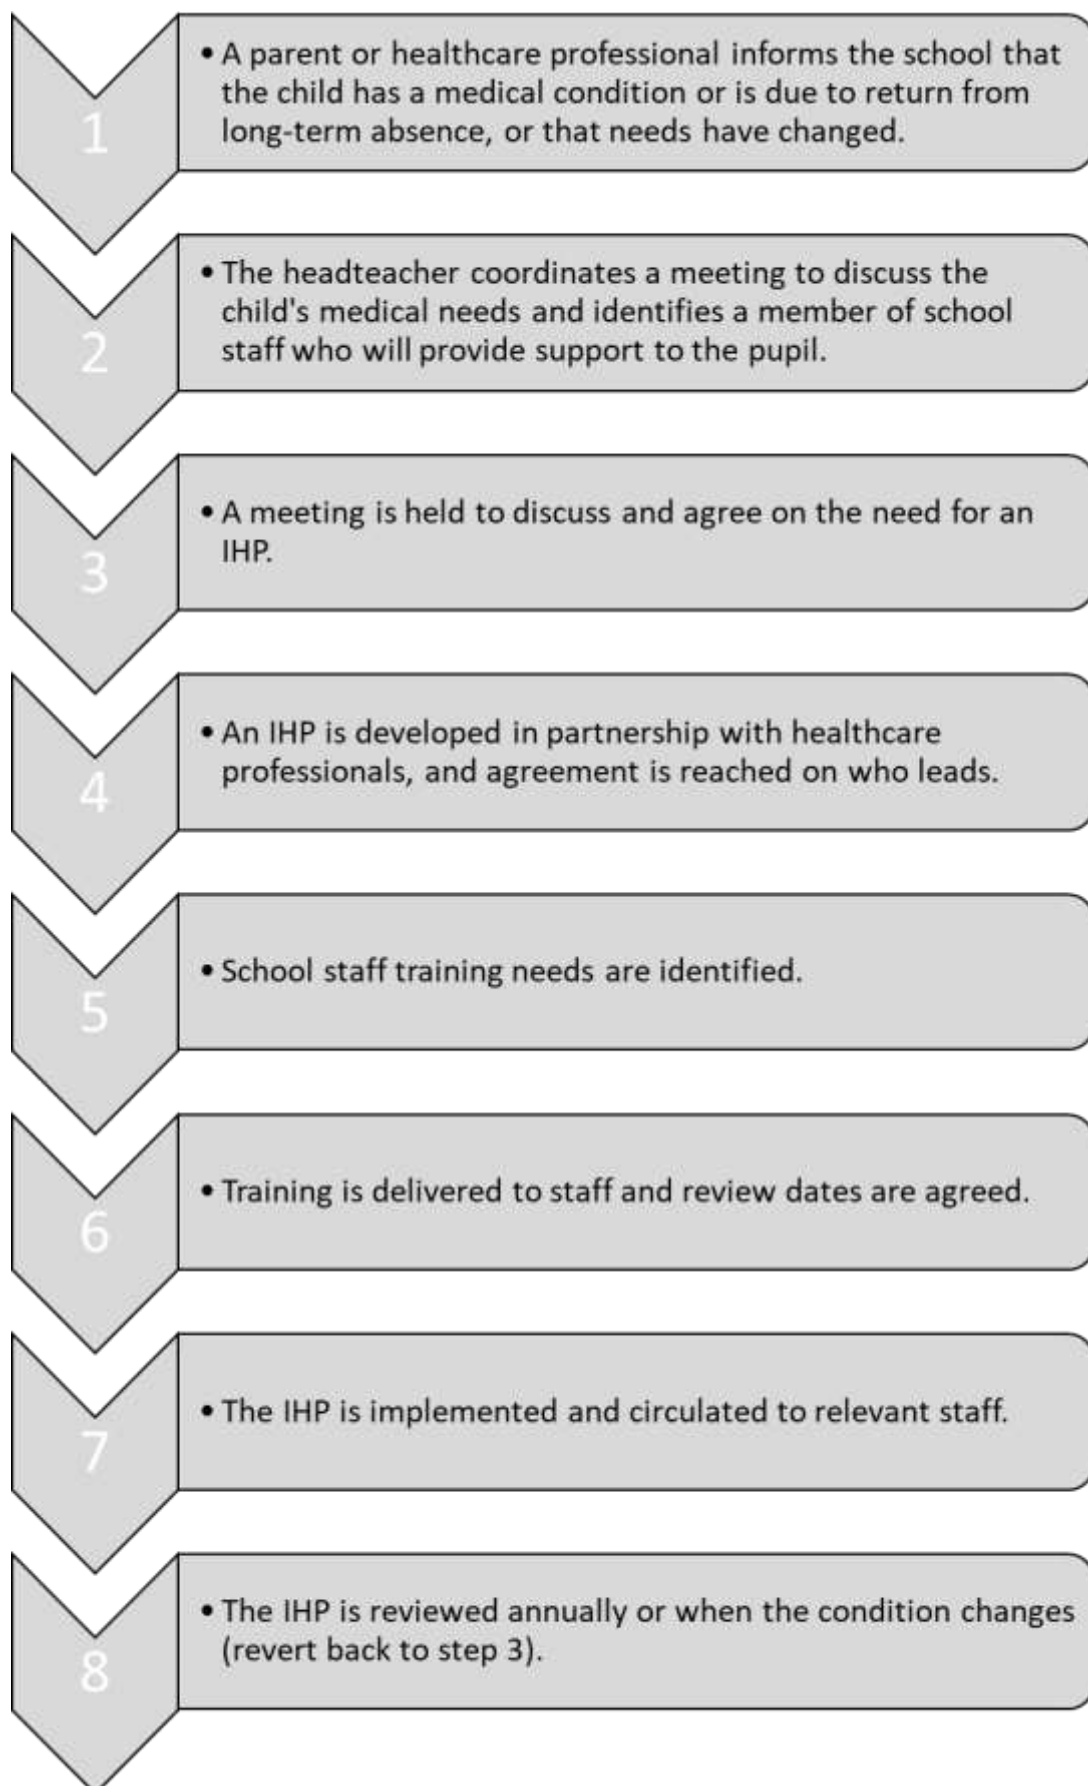 1
• A parent or healthcare professional informs the school that
the child has a medical condition or is due to return from
long-term absence, or that needs have changed.
2
• The headteacher coordinates a meeting to discuss the
child's medical needs and identifies a member of school
staff who will provide support to the pupil.
3
• A meeting is held to discuss and agree on the need for an
IHP.
4
• An IHP is developed in partnership with healthcare
professionals, and agreement is reached on who leads.
5
• School staff training needs are identified.
6
• Training is delivered to staff and review dates are agreed.
7
• The IHP is implemented and circulated to relevant staff.
8
• The IHP is reviewed annually or when the condition changes
(revert back to step 3).